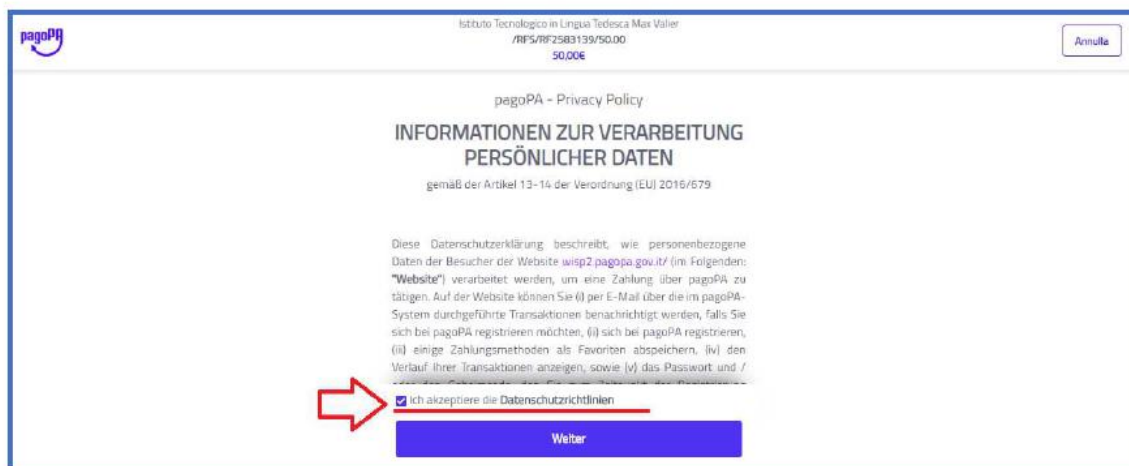 pagoPA
Istituto Tecnologico in Lingua Tedesca Max Valier
/RFS/RF2583139/50.00
50,00€
Annulla
pagoPA - Privacy Policy
INFORMATIONEN ZUR VERARBEITUNG
PERSÖNLICHER DATEN
gemäß der Artikel 13-14 der Verordnung (EU) 2016/679
Diese Datenschutzerklärung beschreibt, wie personenbezogene
Daten der Besucher der Website wisp2.pagopa.gov.it/ (im Folgenden:
"Website") verarbeitet werden, um eine Zahlung über pagoPA zu
tätigen. Auf der Website können Sie (i) per E-Mail über die im pagoPA-
System durchgeführte Transaktionen benachrichtigt werden, falls Sie
sich bei pagoPA registrieren möchten, (ii) sich bei pagoPA registrieren,
(iii) einige Zahlungsmethoden als Favoriten abspeichern, (iv) den
Verlauf Ihrer Transaktionen anzeigen, sowie (v) das Passwort und /
Ich akzeptiere die Datenschutzrichtlinien
Weiter